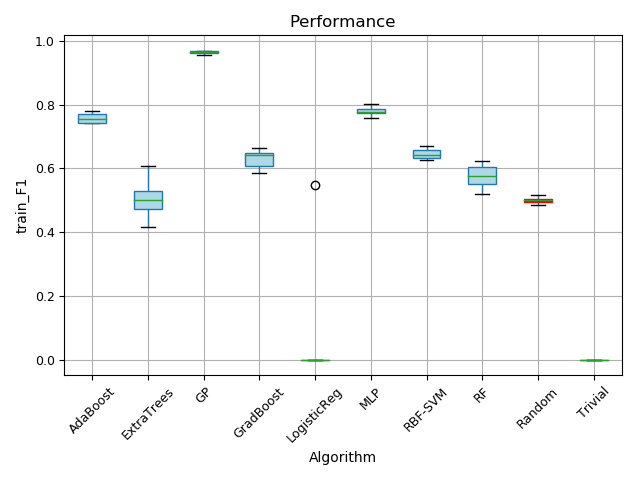 Performance
1.0
0.8
0.6
0.4
0.2
0.0
train_F1
AdaBoost
ExtraTrees
GP
GradBoost
LogisticReg
MLP
RBF-SVM
RF
Random
Trivial
Algorithm